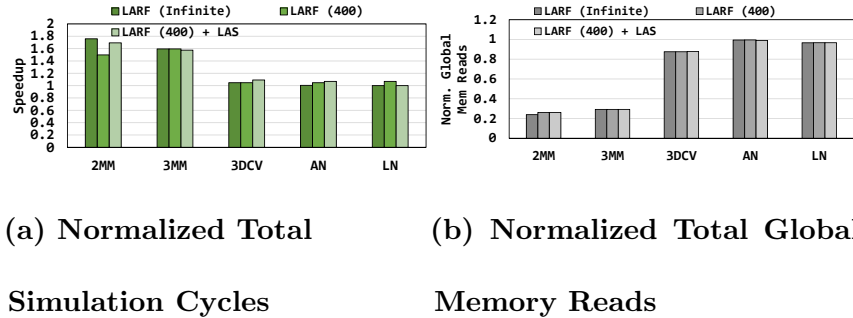 LARF (Infinite) LARF (400)
LARF (400) + LAS
Speedup
2
1.8
1.6
1.4
1.2
1
0.8
0.6
0.4
0.2
0
2MM 3MM 3DCV AN LN
(a) Normalized Total
Simulation Cycles
LARF (Infinite) LARF (400)
LARF (400) + LAS
Norm. Global
Mem Reads
1.2
1
0.8
0.6
0.4
0.2
0
2MM 3MM 3DCV AN LN
(b) Normalized Total Global
Memory Reads